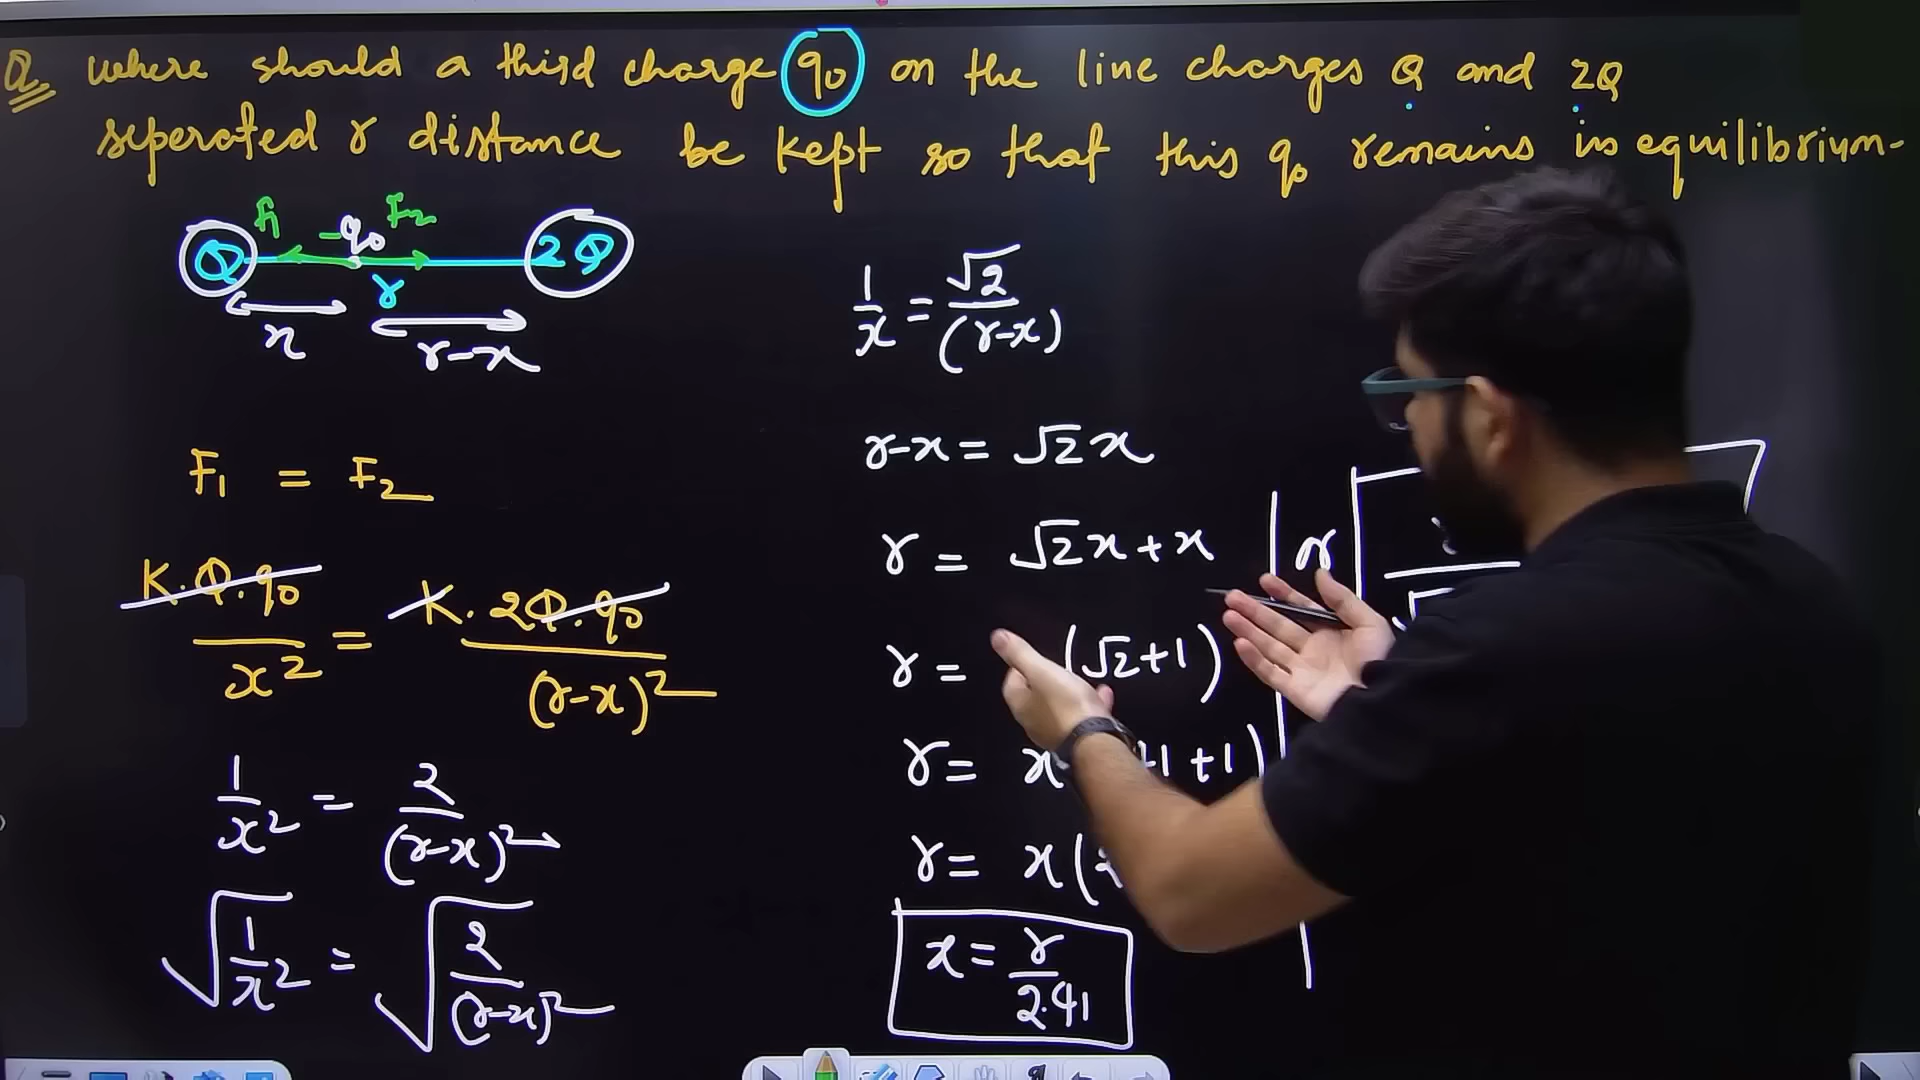 Q. where should a third charge q₀ on the line charges Q and 2Q
seperated r distance be kept so that this q₀ remains in equilibrium.
F₁ -q₀ F₂
Q r 2Q
x r-x
F₁ = F₂
K.Q.q₀/x² = K.2Q.q₀/(r-x)²
1/x² = 2/(r-x)²
√(1/x²) = √(2/(r-x)²)
1/x = √2/(r-x)
r-x = √2x
r = √2x + x
r = (√2+1)
r = x +1)
r = x(
x = r/2.41
or